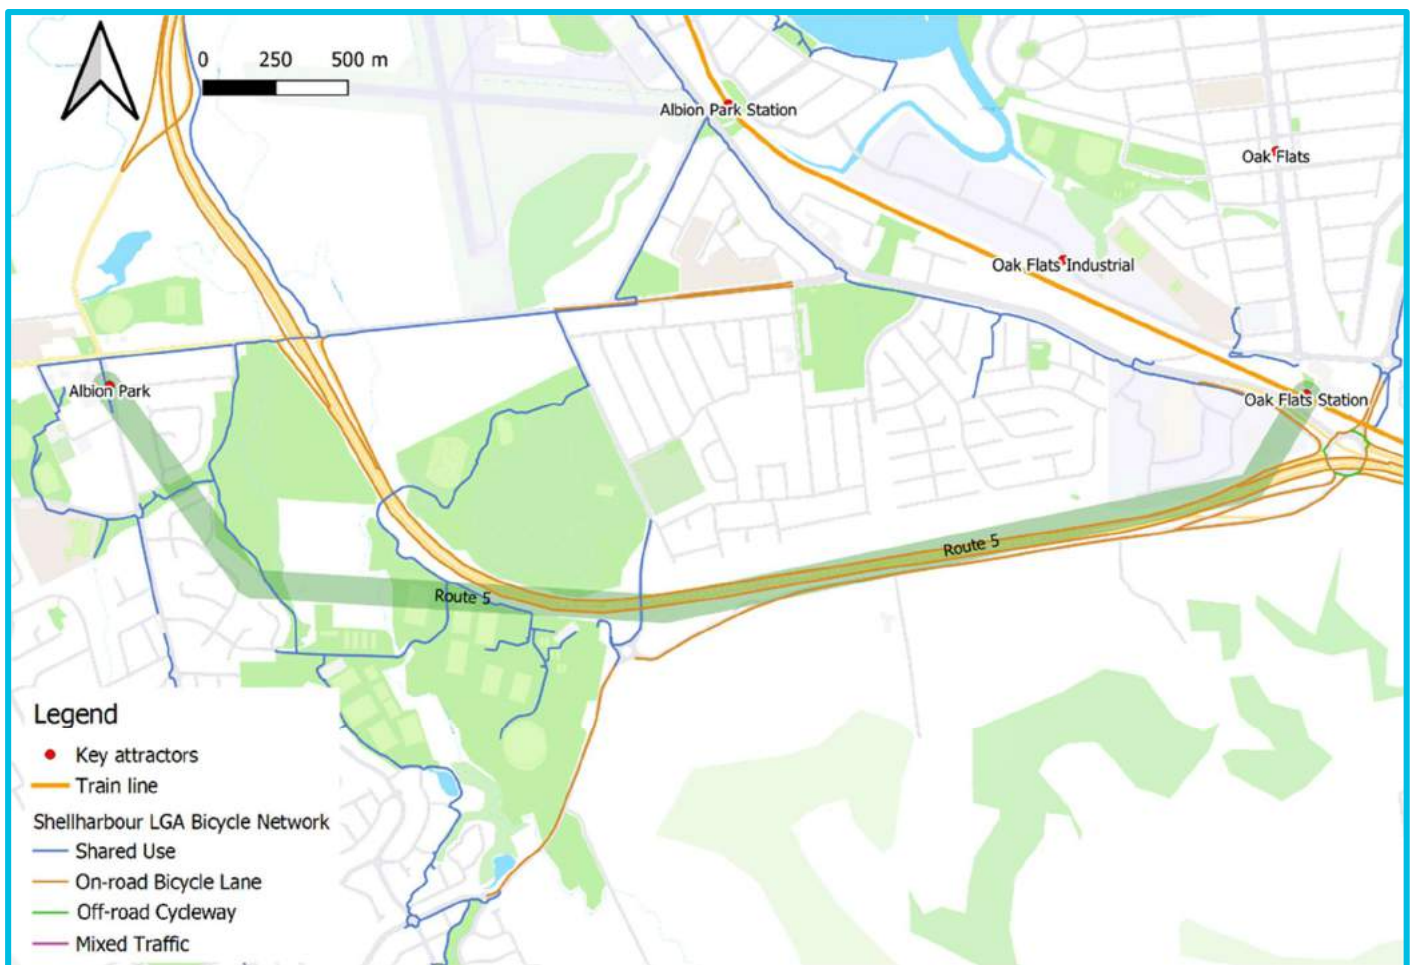 0 250 500 m
Albion Park Station
Oak Flats
Oak Flats Industrial
Albion Park
Oak Flats Station
Route 5
Route 5
Legend
Key attractors
Train line
Shellharbour LGA Bicycle Network
Shared Use
On-road Bicycle Lane
Off-road Cycleway
Mixed Traffic